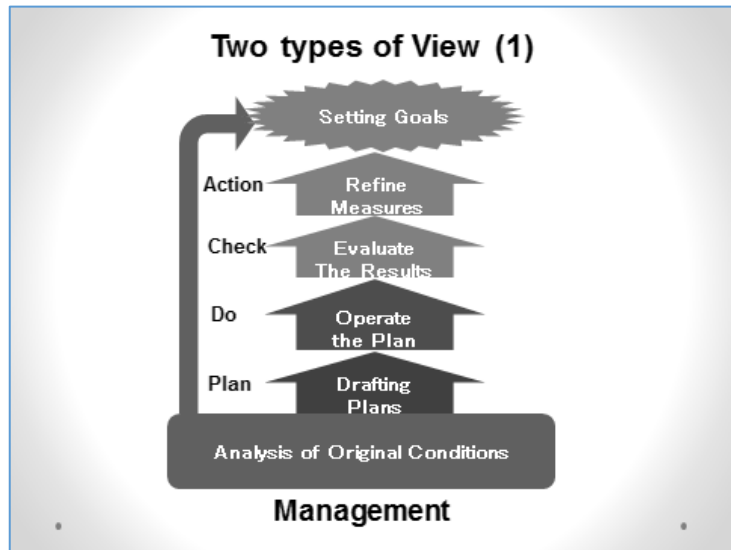 Two types of View (1)
Setting Goals
Action
Refine
Measures
Check
Evaluate
The Results
Do
Operate
the Plan
Plan
Drafting
Plans
Analysis of Original Conditions
Management